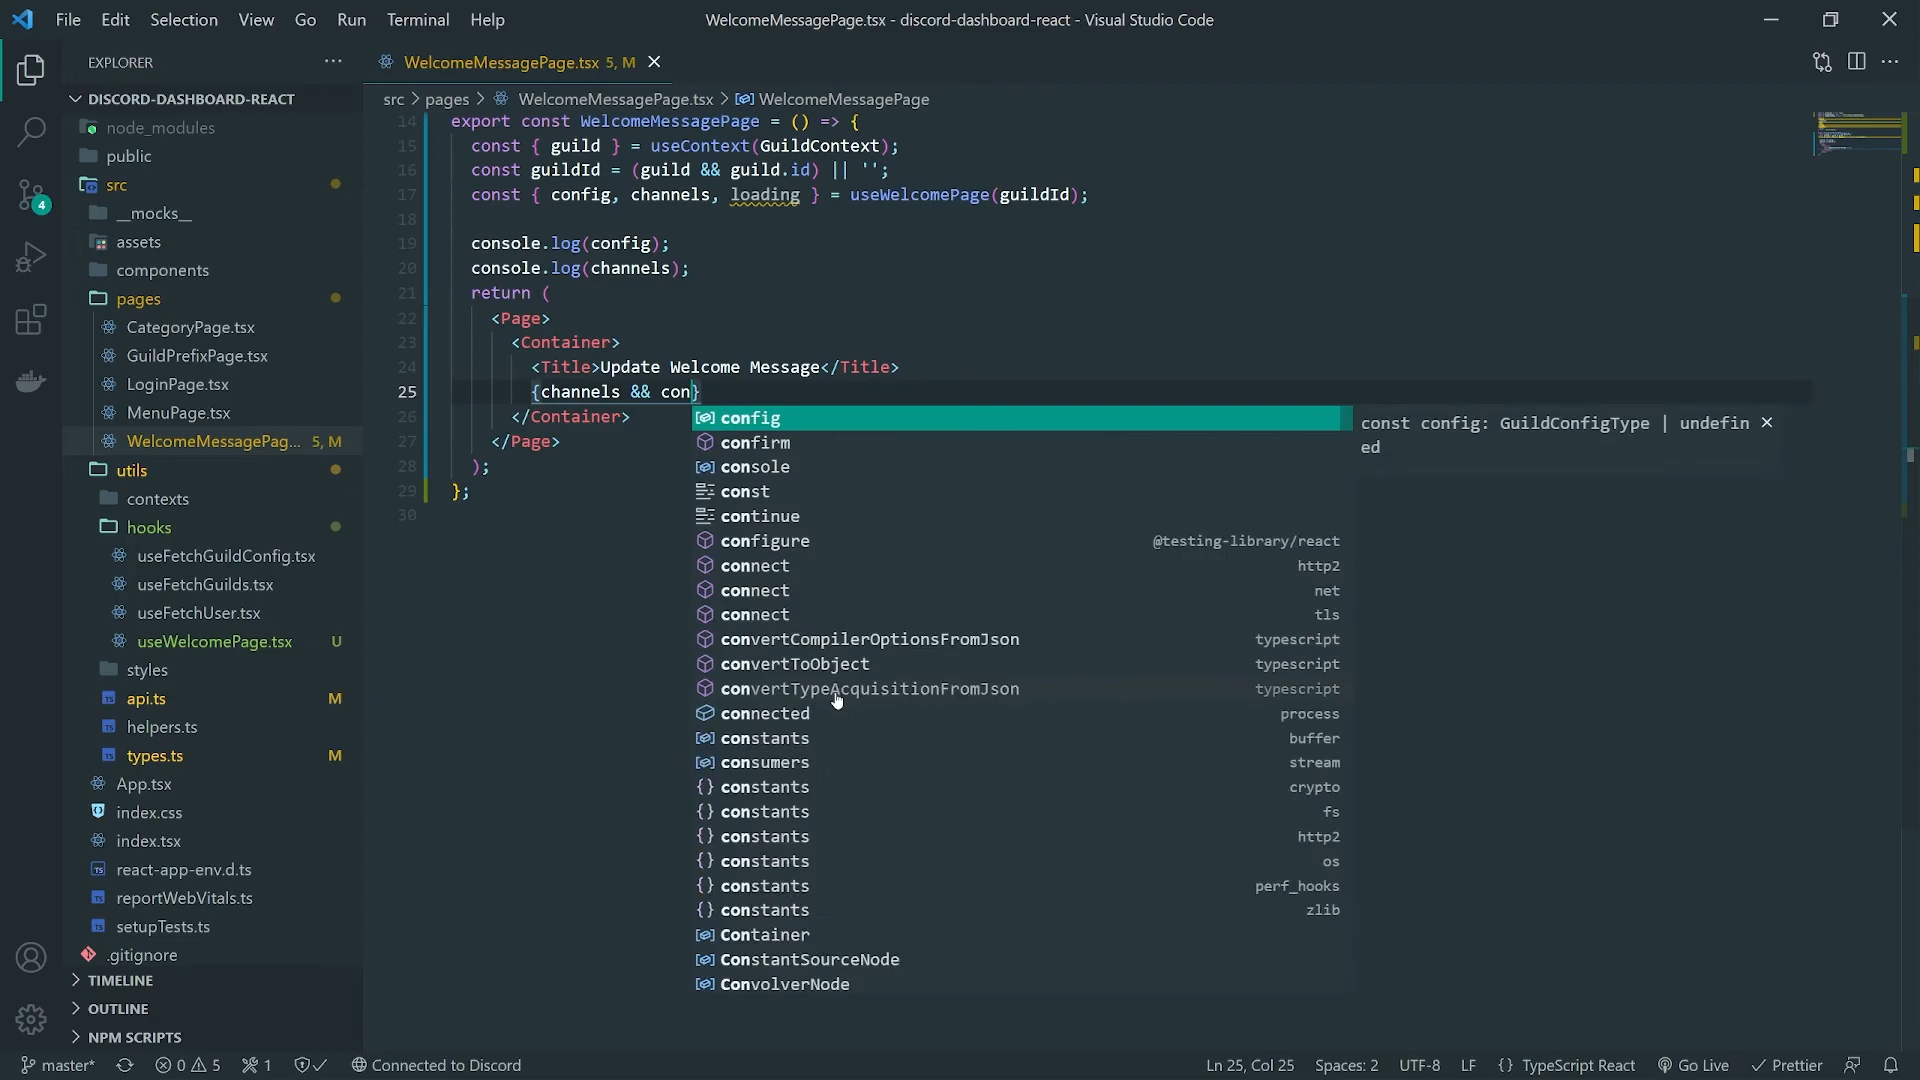 File Edit Selection View Go Run Terminal Help
WelcomeMessagePage.tsx - discord-dashboard-react - Visual Studio Code
EXPLORER
DISCORD-DASHBOARD-REACT
node_modules
public
src
__mocks__
assets
components
pages
CategoryPage.tsx
GuildPrefixPage.tsx
LoginPage.tsx
MenuPage.tsx
WelcomeMessagePag... 5, M
utils
contexts
hooks
useFetchGuildConfig.tsx
useFetchGuilds.tsx
useFetchUser.tsx
useWelcomePage.tsx U
styles
api.ts M
helpers.ts
types.ts M
App.tsx
index.css
index.tsx
react-app-env.d.ts
reportWebVitals.ts
setupTests.ts
.gitignore
TIMELINE
OUTLINE
NPM SCRIPTS
4
WelcomeMessagePage.tsx 5, M
src > pages > WelcomeMessagePage.tsx > WelcomeMessagePage
14 export const WelcomeMessagePage = () => {
15 const { guild } = useContext(GuildContext);
16 const guildId = (guild && guild.id) || '';
17 const { config, channels, loading } = useWelcomePage(guildId);
18
19 console.log(config);
20 console.log(channels);
21 return (
22 <Page>
23 <Container>
24 <Title>Update Welcome Message</Title>
25 {channels && con}
26 </Container>
27 </Page>
28 );
29 };
30
config
confirm
console
const
continue
configure @testing-library/react
connect http2
connect net
connect tls
convertCompilerOptionsFromJson typescript
convertToObject typescript
convertTypeAcquisitionFromJson typescript
connected process
constants buffer
consumers stream
constants crypto
constants fs
constants http2
constants os
constants perf_hooks
constants zlib
Container
ConstantSourceNode
ConvolverNode
const config: GuildConfigType | undefin
ed
master* 0 5 1 Connected to Discord Ln 25, Col 25 Spaces: 2 UTF-8 LF {} TypeScript React Go Live Prettier